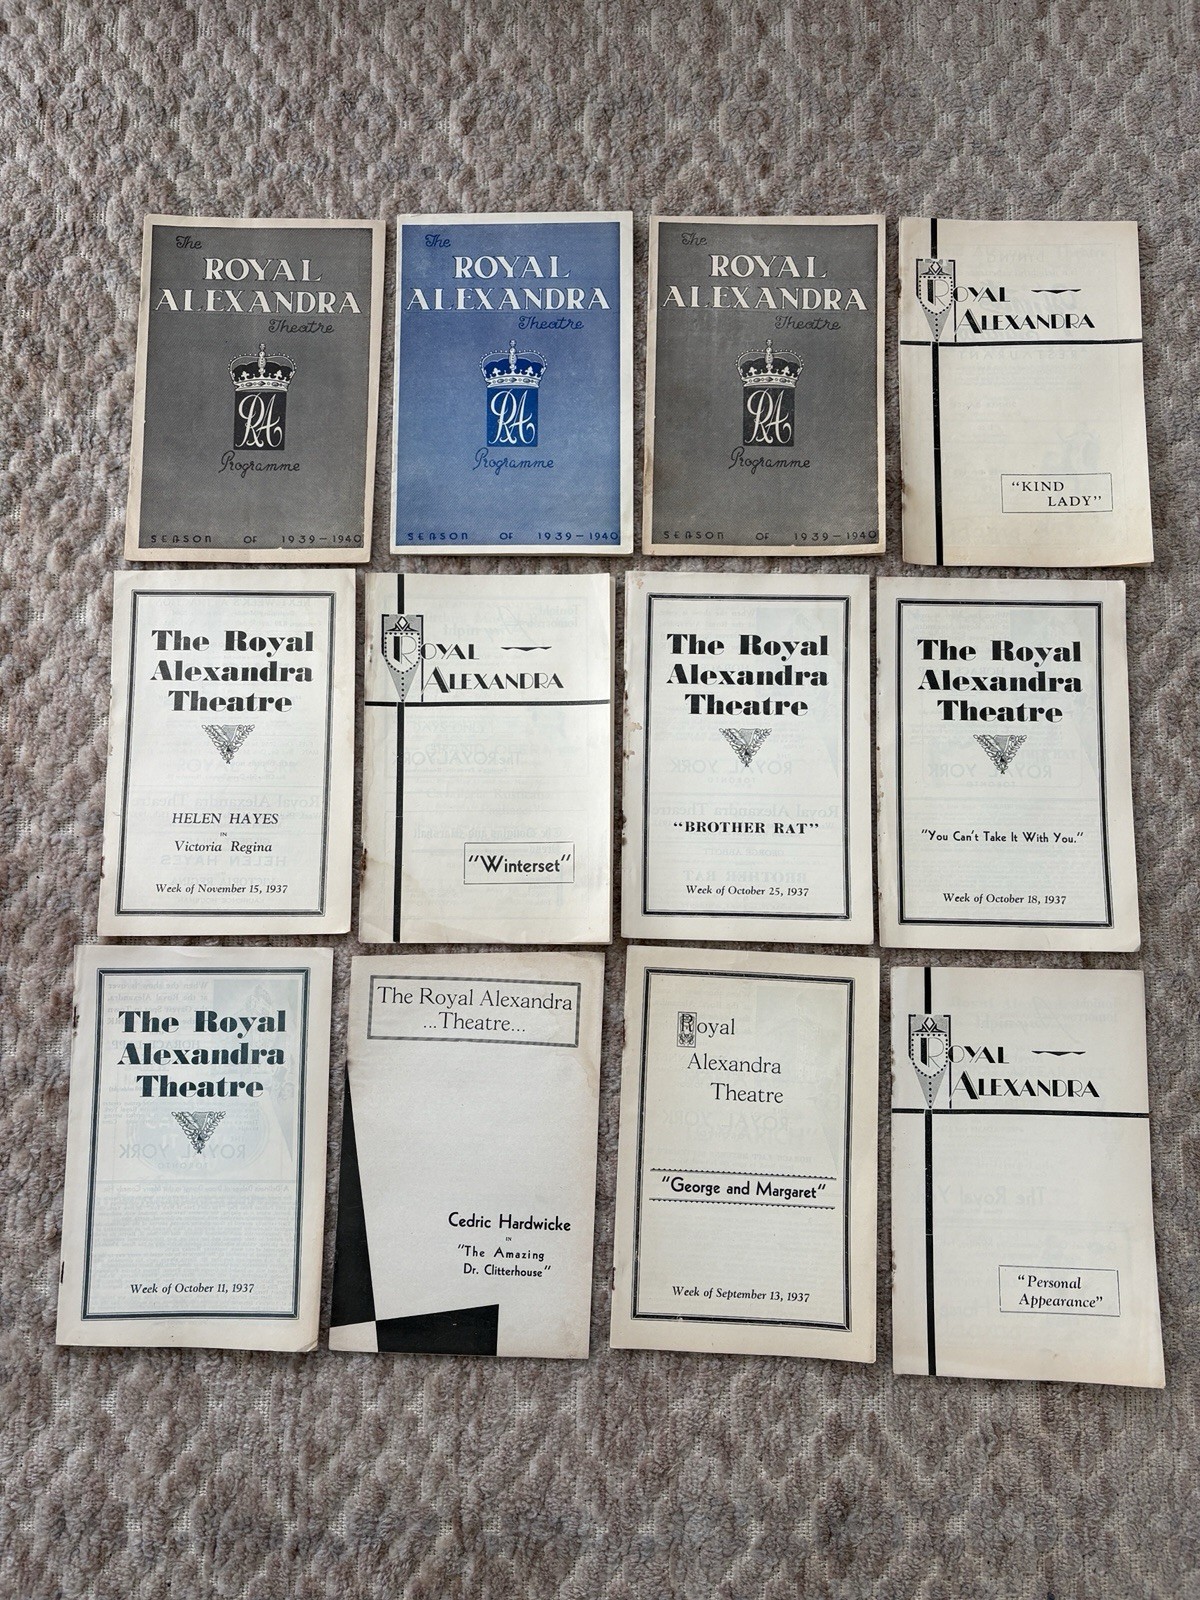 The
ROYAL
ALEXANDRA
Theatre
RA
Programme
SEASON OF 1939-1940
The
ROYAL
ALEXANDRA
Theatre
RA
Programme
SEASON OF 1939-1940
The
ROYAL
ALEXANDRA
Theatre
RA
Programme
SEASON OF 1939-1940
ROYAL
ALEXANDRA
"KIND
LADY"
The Royal
Alexandra
Theatre
HELEN HAYES
IN
Victoria Regina
Week of November 15, 1937
ROYAL
ALEXANDRA
"Winterset"
The Royal
Alexandra
Theatre
"BROTHER RAT"
Week of October 25, 1937
The Royal
Alexandra
Theatre
"You Can't Take It With You."
Week of October 18, 1937
The Royal
Alexandra
Theatre
Week of October 11, 1937
The Royal Alexandra
...Theatre...
Cedric Hardwicke
IN
"The Amazing
Dr. Clitterhouse"
Royal
Alexandra
Theatre
"George and Margaret"
Week of September 13, 1937
ROYAL
ALEXANDRA
"Personal
Appearance"